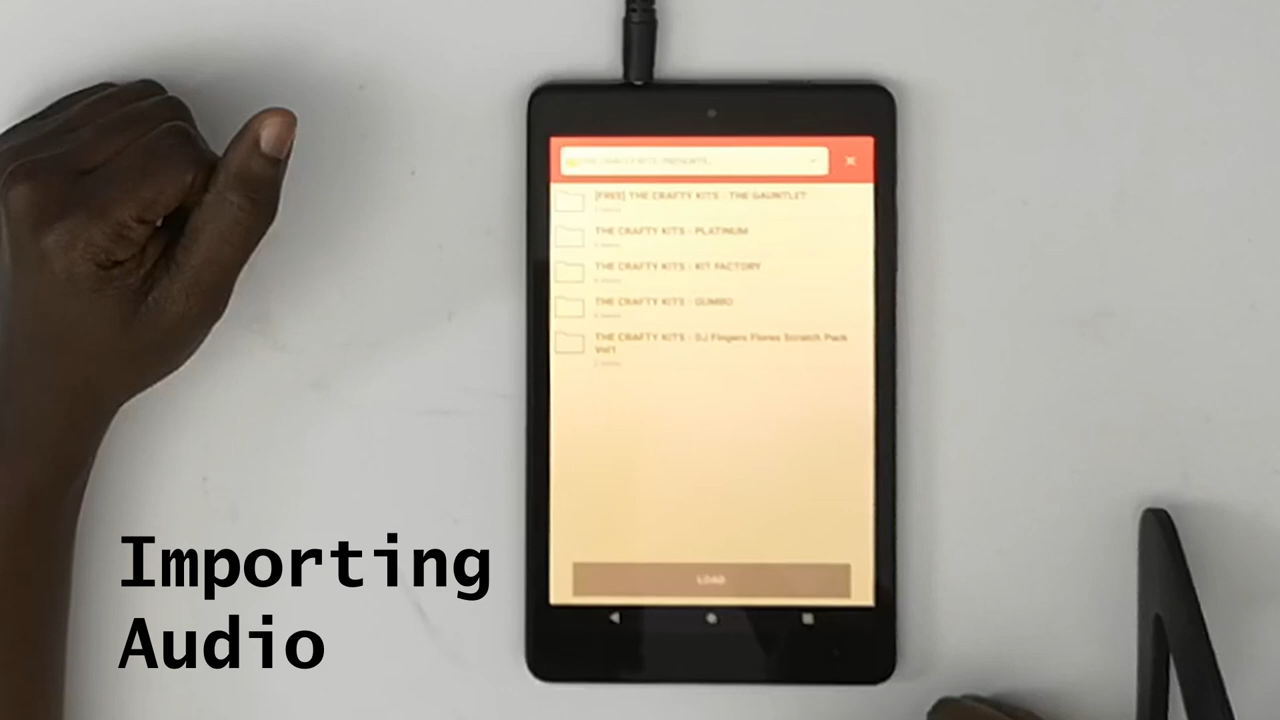 [FREE] THE CRAFTY KITS - THE GAUNTLET
THE CRAFTY KITS - PLATINUM
THE CRAFTY KITS - KIT FACTORY
THE CRAFTY KITS - GUMBO
THE CRAFTY KITS - DJ Fingers Flores Scratch Pack
Vol1
LOAD
Importing
Audio